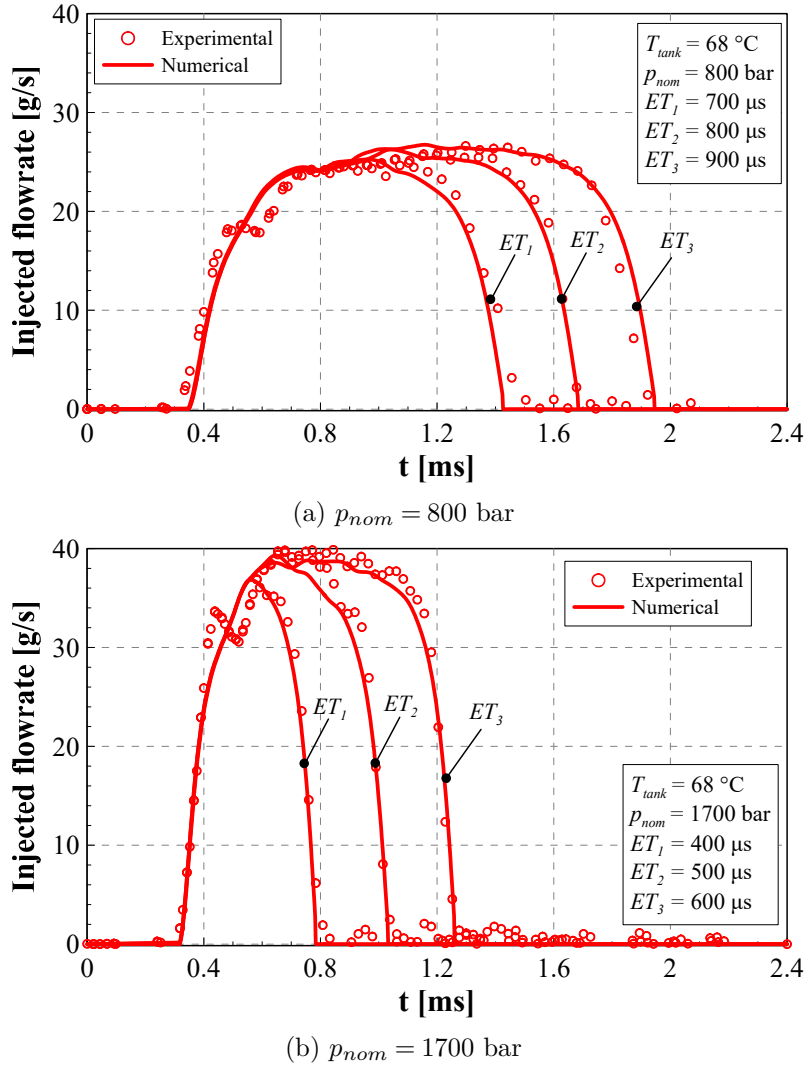 40
30
20
10
0
Injected flowrate [g/s]
Experimental
Numerical
T_tank = 68 °C
p_nom = 800 bar
ET_1 = 700 µs
ET_2 = 800 µs
ET_3 = 900 µs
ET_1
ET_2
ET_3
0 0.4 0.8 1.2 1.6 2 2.4
t [ms]
(a) p_nom = 800 bar
40
30
20
10
0
Injected flowrate [g/s]
Experimental
Numerical
ET_1
ET_2
ET_3
T_tank = 68 °C
p_nom = 1700 bar
ET_1 = 400 µs
ET_2 = 500 µs
ET_3 = 600 µs
0 0.4 0.8 1.2 1.6 2 2.4
t [ms]
(b) p_nom = 1700 bar